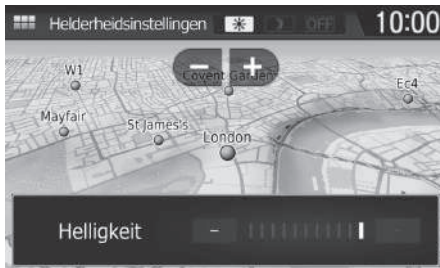 Helderheidsinstellingen OFF 10:00
W1
Covent Garden
Ec4
Mayfair
St James's
London
Helligkeit